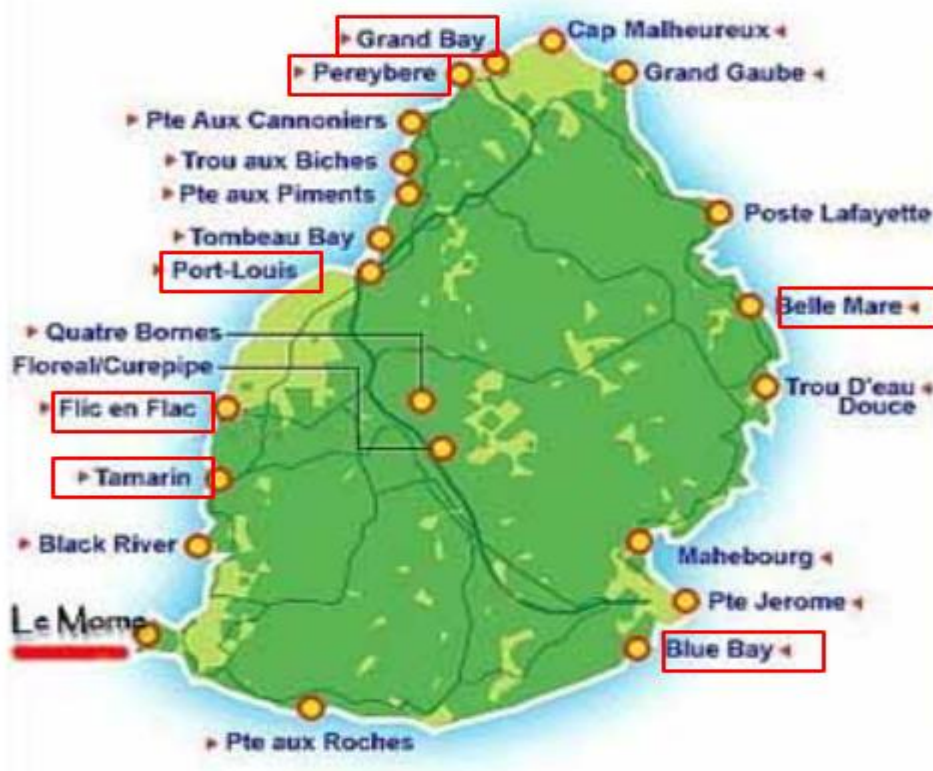 Grand Bay
Cap Malheureux
Pereybere
Grand Gaube
Pte Aux Cannoniers
Trou aux Biches
Pte aux Piments
Poste Lafayette
Tombeau Bay
Port-Louis
Belle Mare
Quatre Bornes
Floreal/Curepipe
Trou D'eau
Douce
Flic en Flac
Tamarin
Black River
Mahebourg
Pte Jerome
Le Morne
Blue Bay
Pte aux Roches